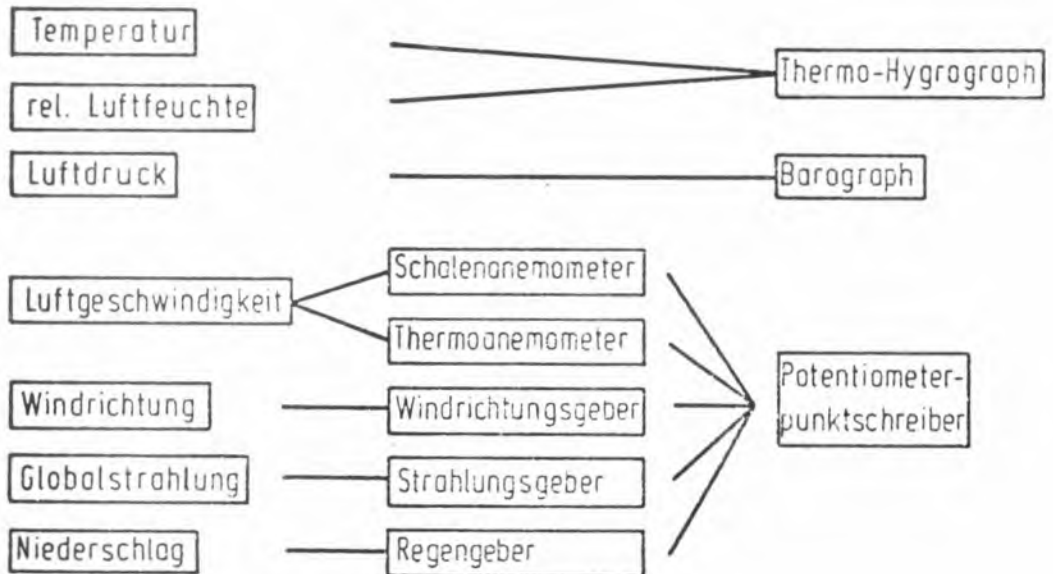 Temperatur
rel. Luftfeuchte
Thermo-Hygrograph
Luftdruck
Barograph
Luftgeschwindigkeit
Schalenanemometer
Thermoanemometer
Windrichtung
Windrichtungsgeber
Globalstrahlung
Strahlungsgeber
Niederschlag
Regengeber
Potentiometer-
punktschreiber